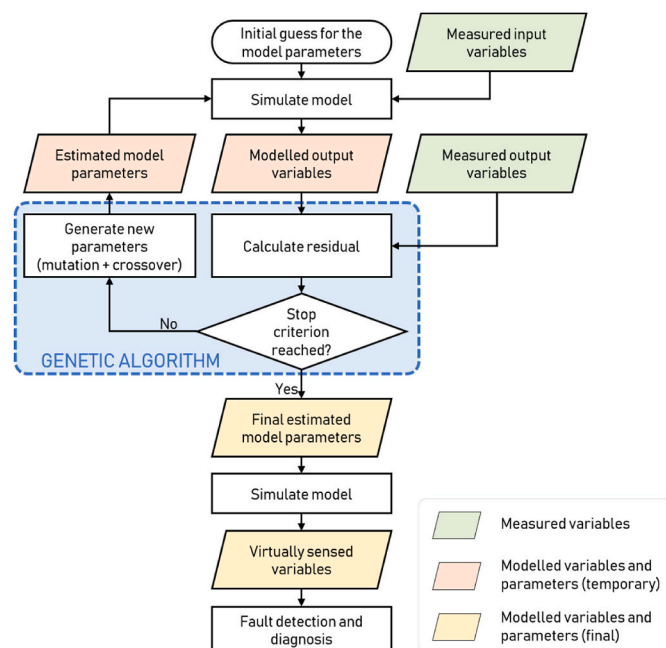 Initial guess for the
model parameters
Measured input
variables
Simulate model
Estimated model
parameters
Modelled output
variables
Measured output
variables
Generate new
parameters
(mutation + crossover)
Calculate residual
Stop
criterion
reached?
No
GENETIC ALGORITHM
Yes
Final estimated
model parameters
Simulate model
Virtually sensed
variables
Fault detection and
diagnosis
Measured variables
Modelled variables and
parameters (temporary)
Modelled variables and
parameters (final)